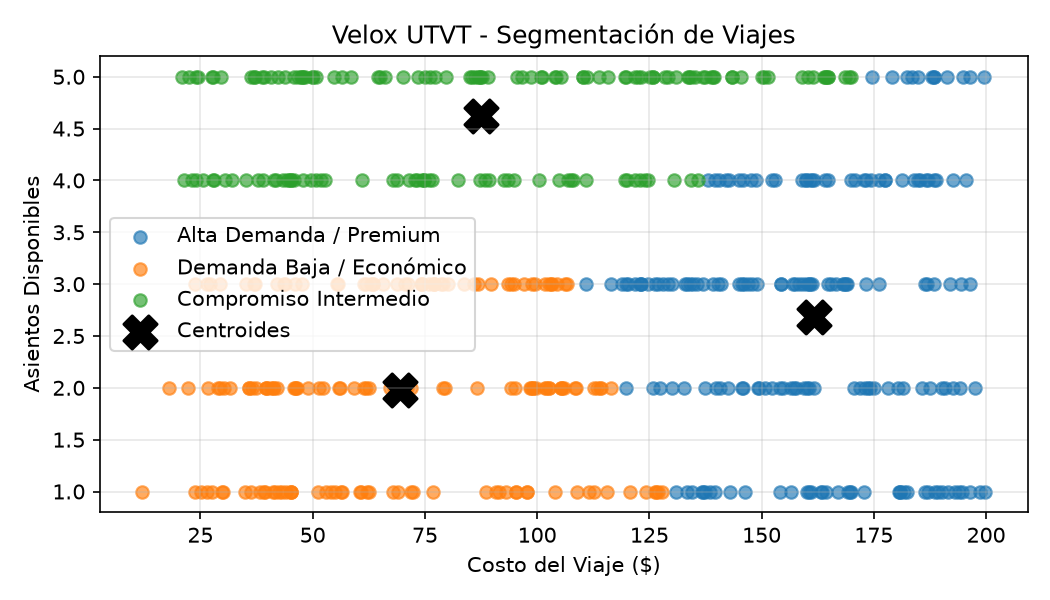 Velox UTVT - Segmentación de Viajes
Asientos Disponibles
5.0
4.5
4.0
3.5
3.0
2.5
2.0
1.5
1.0
Alta Demanda / Premium
Demanda Baja / Económico
Compromiso Intermedio
Centroides
25 50 75 100 125 150 175 200
Costo del Viaje ($)